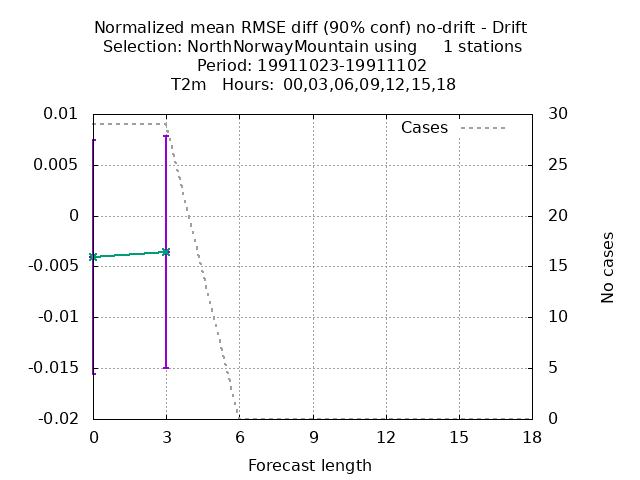 Normalized mean RMSE diff (90% conf) no-drift - Drift
Selection: NorthNorwayMountain using     1 stations
Period: 19911023-19911102
T2m   Hours:  00,03,06,09,12,15,18
0.01
0.005
0
-0.005
-0.01
-0.015
-0.02
Cases
30
25
20
15
10
5
0
No cases
0 3 6 9 12 15 18
Forecast length